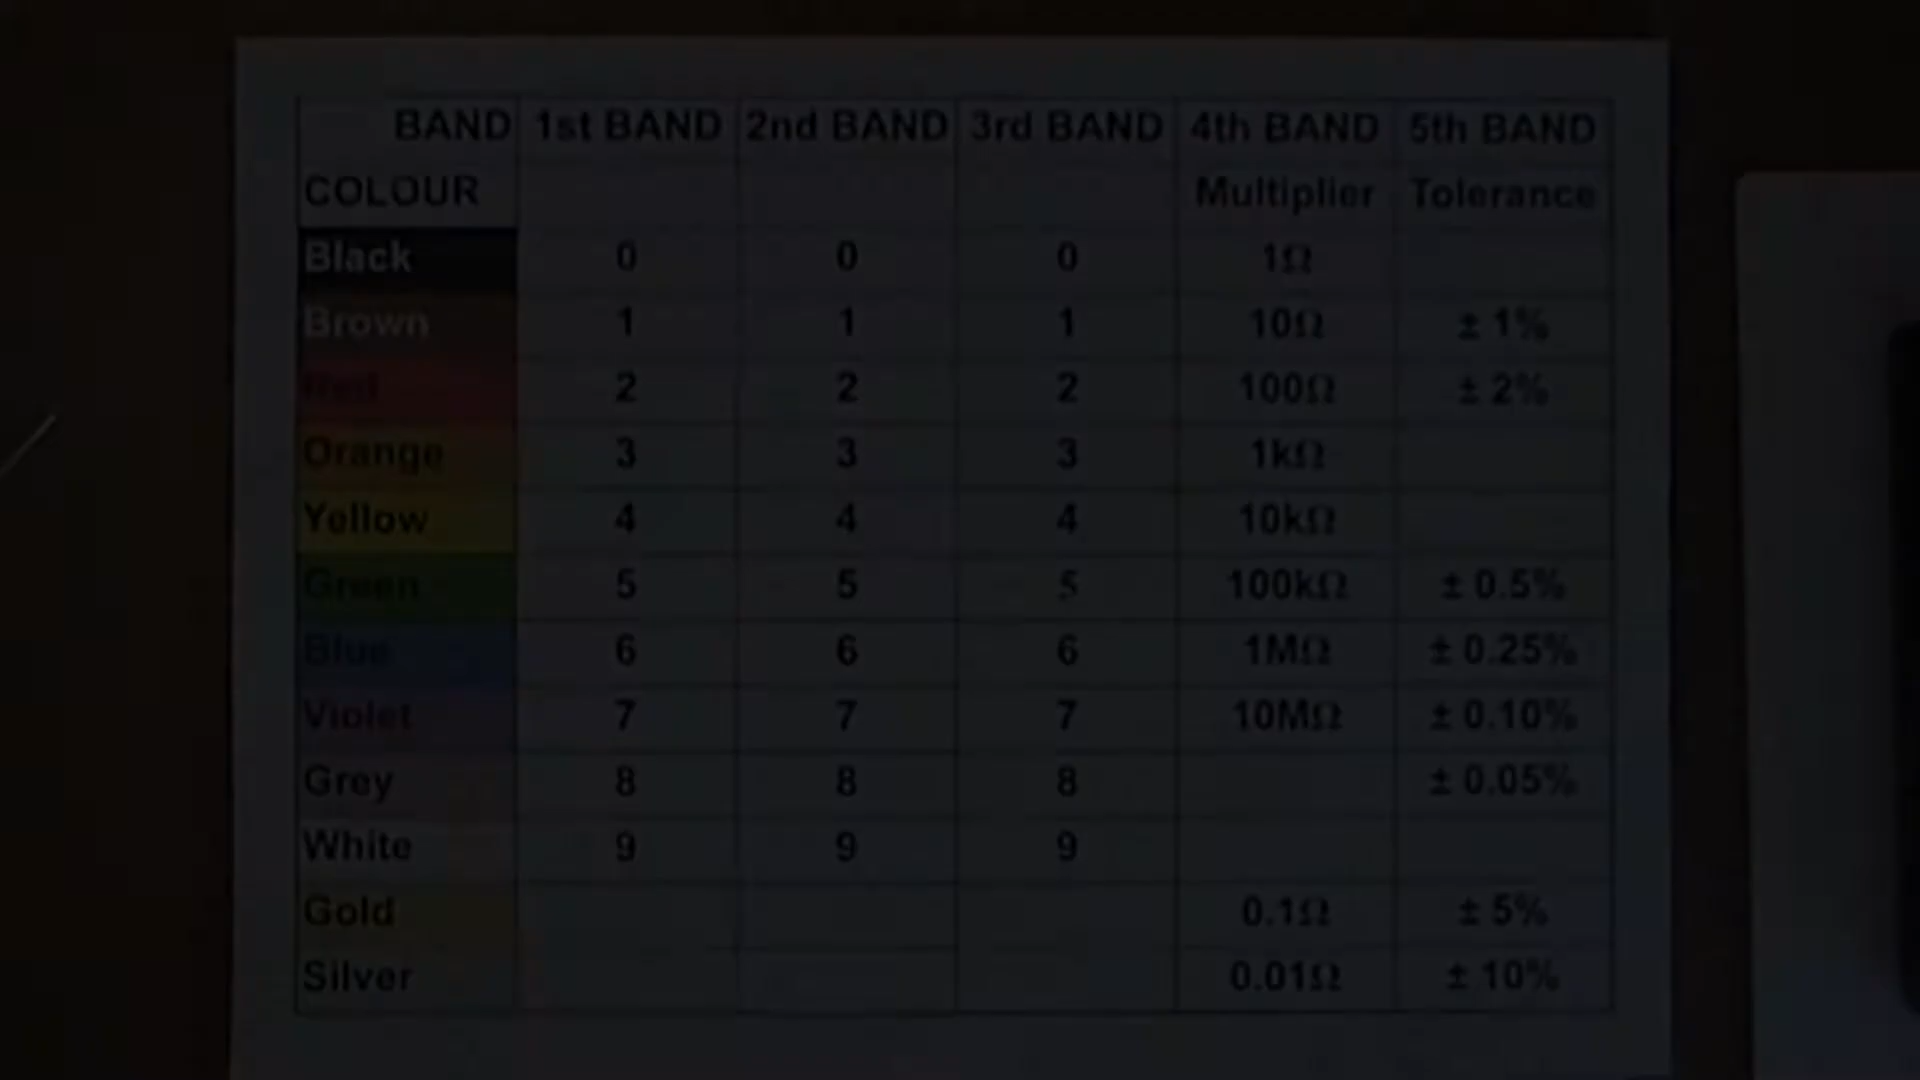 BAND 1st BAND 2nd BAND 3rd BAND 4th BAND 5th BAND
COLOUR Multiplier Tolerance
Black 0 0 0 1Ω
Brown 1 1 1 10Ω ± 1%
Red 2 2 2 100Ω ± 2%
Orange 3 3 3 1kΩ
Yellow 4 4 4 10kΩ
Green 5 5 5 100kΩ ± 0.5%
Blue 6 6 6 1MΩ ± 0.25%
Violet 7 7 7 10MΩ ± 0.10%
Grey 8 8 8 ± 0.05%
White 9 9 9
Gold 0.1Ω ± 5%
Silver 0.01Ω ± 10%